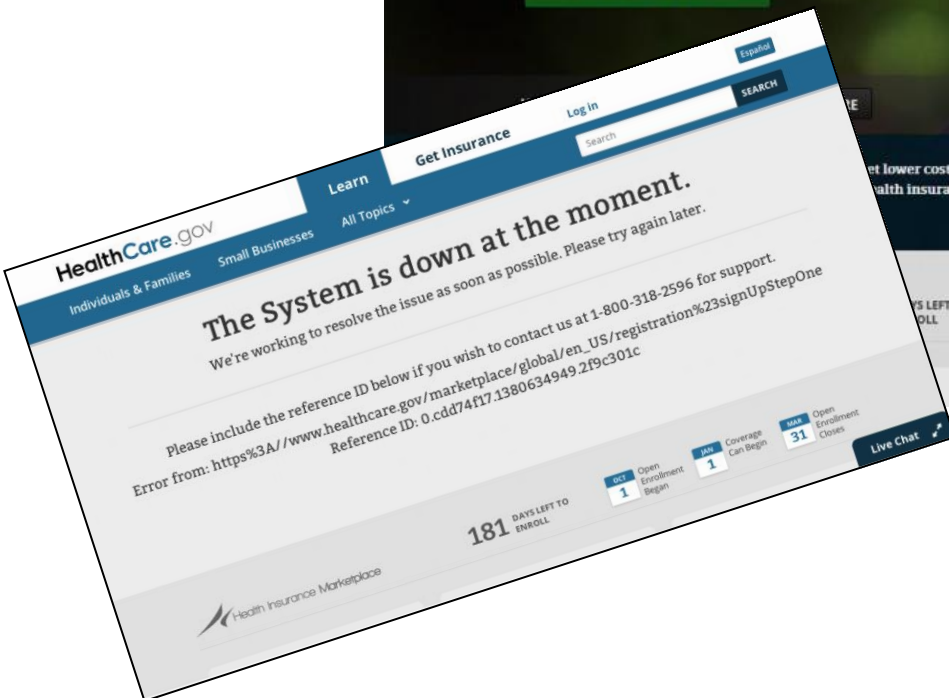 Español
HealthCare.gov
Learn
Get Insurance
Log in
Search
SEARCH
Individuals & Families
Small Businesses
All Topics
The System is down at the moment.
We're working to resolve the issue as soon as possible. Please try again later.
Please include the reference ID below if you wish to contact us at 1-800-318-2596 for support.
Error from: https%3A//www.healthcare.gov/marketplace/global/en_US/registration%23signUpStepOne
Reference ID: 0.cdd74f17.1380634949.2f9c301c
181 DAYS LEFT TO
ENROLL
OCT
1
Open
Enrollment
Began
JAN
1
Coverage
Can Begin
MAR
31
Open
Enrollment
Closes
Live Chat
Health Insurance Marketplace
RE
et lower cost
alth insura
YS LEFT
OLL